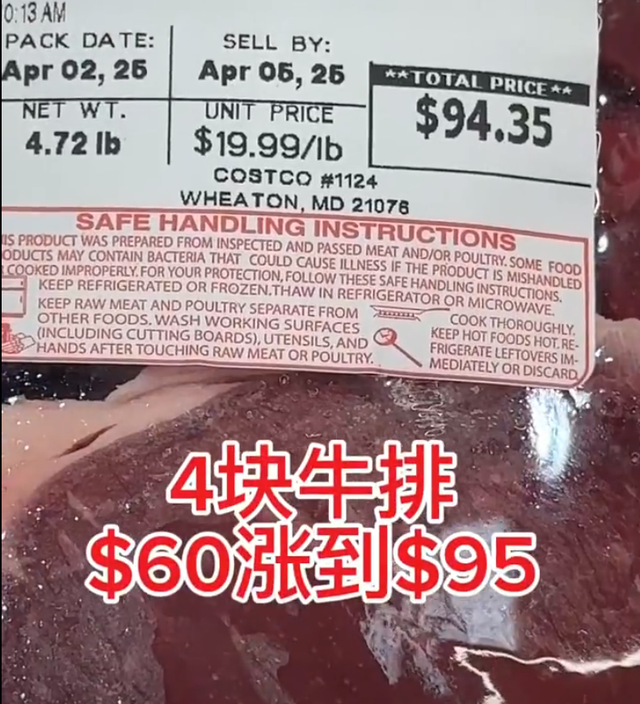 0:13 AM
PACK DATE:
Apr 02, 25
SELL BY:
Apr 05, 25
NET WT.
4.72 lb
UNIT PRICE
$19.99/lb
**TOTAL PRICE**
$94.35
COSTCO #1124
WHEATON, MD 21076
SAFE HANDLING INSTRUCTIONS
IS PRODUCT WAS PREPARED FROM INSPECTED AND PASSED MEAT AND/OR POULTRY. SOME FOOD
ODUCTS MAY CONTAIN BACTERIA THAT COULD CAUSE ILLNESS IF THE PRODUCT IS MISHANDLED
COOKED IMPROPERLY. FOR YOUR PROTECTION, FOLLOW THESE SAFE HANDLING INSTRUCTIONS.
KEEP REFRIGERATED OR FROZEN. THAW IN REFRIGERATOR OR MICROWAVE.
KEEP RAW MEAT AND POULTRY SEPARATE FROM
OTHER FOODS. WASH WORKING SURFACES
(INCLUDING CUTTING BOARDS), UTENSILS, AND
HANDS AFTER TOUCHING RAW MEAT OR POULTRY.
COOK THOROUGHLY.
KEEP HOT FOODS HOT. RE-
FRIGERATE LEFTOVERS IM-
MEDIATELY OR DISCARD.
4块牛排
$60涨到$95